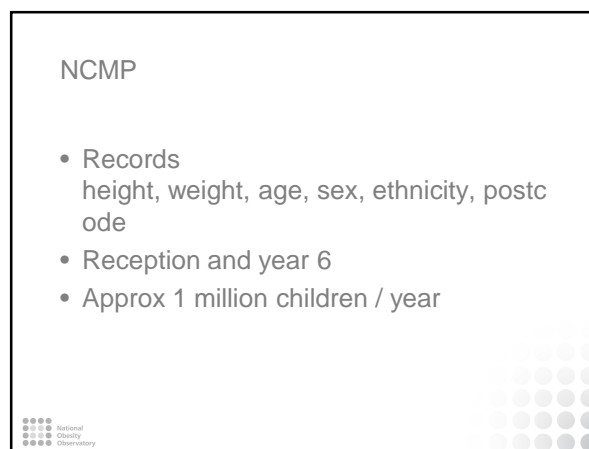 NCMP
• Records
height, weight, age, sex, ethnicity, postc
ode
• Reception and year 6
• Approx 1 million children / year
National
Obesity
Observatory